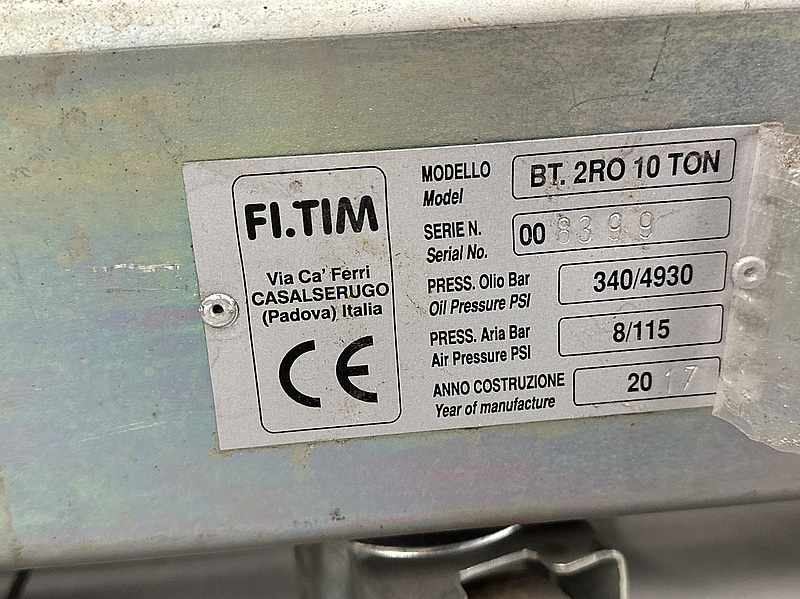 FI.TIM
Via Ca' Ferri
CASALSERUGO
(Padova) Italia
CE
MODELLO
Model
BT. 2RO 10 TON
SERIE N.
Serial No.
00 8399
PRESS. Olio Bar
Oil Pressure PSI
340/4930
PRESS. Aria Bar
Air Pressure PSI
8/115
ANNO COSTRUZIONE
Year of manufacture
20 17